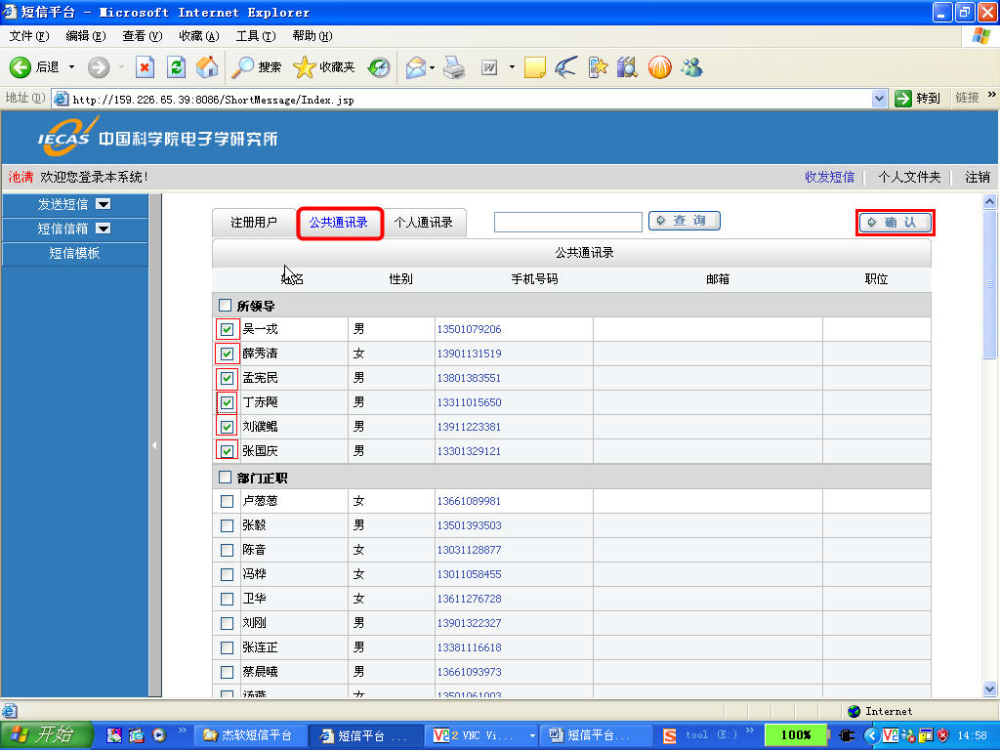 短信平台 - Microsoft Internet Explorer
文件(F) 编辑(E) 查看(V) 收藏(A) 工具(T) 帮助(H)
后退 搜索 收藏夹
地址(D) http://159.226.65.39:8086/ShortMessage/Index.jsp 转到 链接 »
IECAS 中国科学院电子学研究所
池满 欢迎您登录本系统! 收发短信 个人文件夹 注销
发送短信
短信信箱
短信模板
注册用户 公共通讯录 个人通讯录 查 询 确 认
公共通讯录
姓名 性别 手机号码 邮箱 职位
所领导
吴一戎 男 13501079206
薛秀清 女 13901131519
孟宪民 男 13801383551
丁赤飚 男 13311015650
刘濮鲲 男 13911223381
张国庆 男 13301329121
部门正职
卢葱葱 女 13661089981
张毅 男 13501393503
陈音 女 13031128877
冯桦 女 13011058455
卫华 女 13611276728
刘刚 男 13901322327
张连正 男 13381116618
蔡晨曦 男 13661093973
汤燕 女 13501061003
Internet
开始 » 杰软短信平台 短信平台 ... V2 VNC Vi... 短信平台... tool (E:) » 100% 14:58